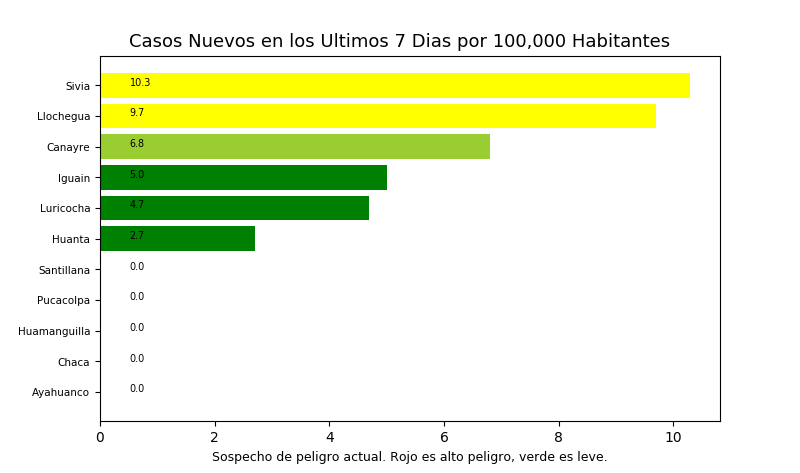 Casos Nuevos en los Ultimos 7 Dias por 100,000 Habitantes
Sivia 10.3
Llochegua 9.7
Canayre 6.8
Iguain 5.0
Luricocha 4.7
Huanta 2.7
Santillana 0.0
Pucacolpa 0.0
Huamanguilla 0.0
Chaca 0.0
Ayahuanco 0.0
0 2 4 6 8 10
Sospecho de peligro actual. Rojo es alto peligro, verde es leve.